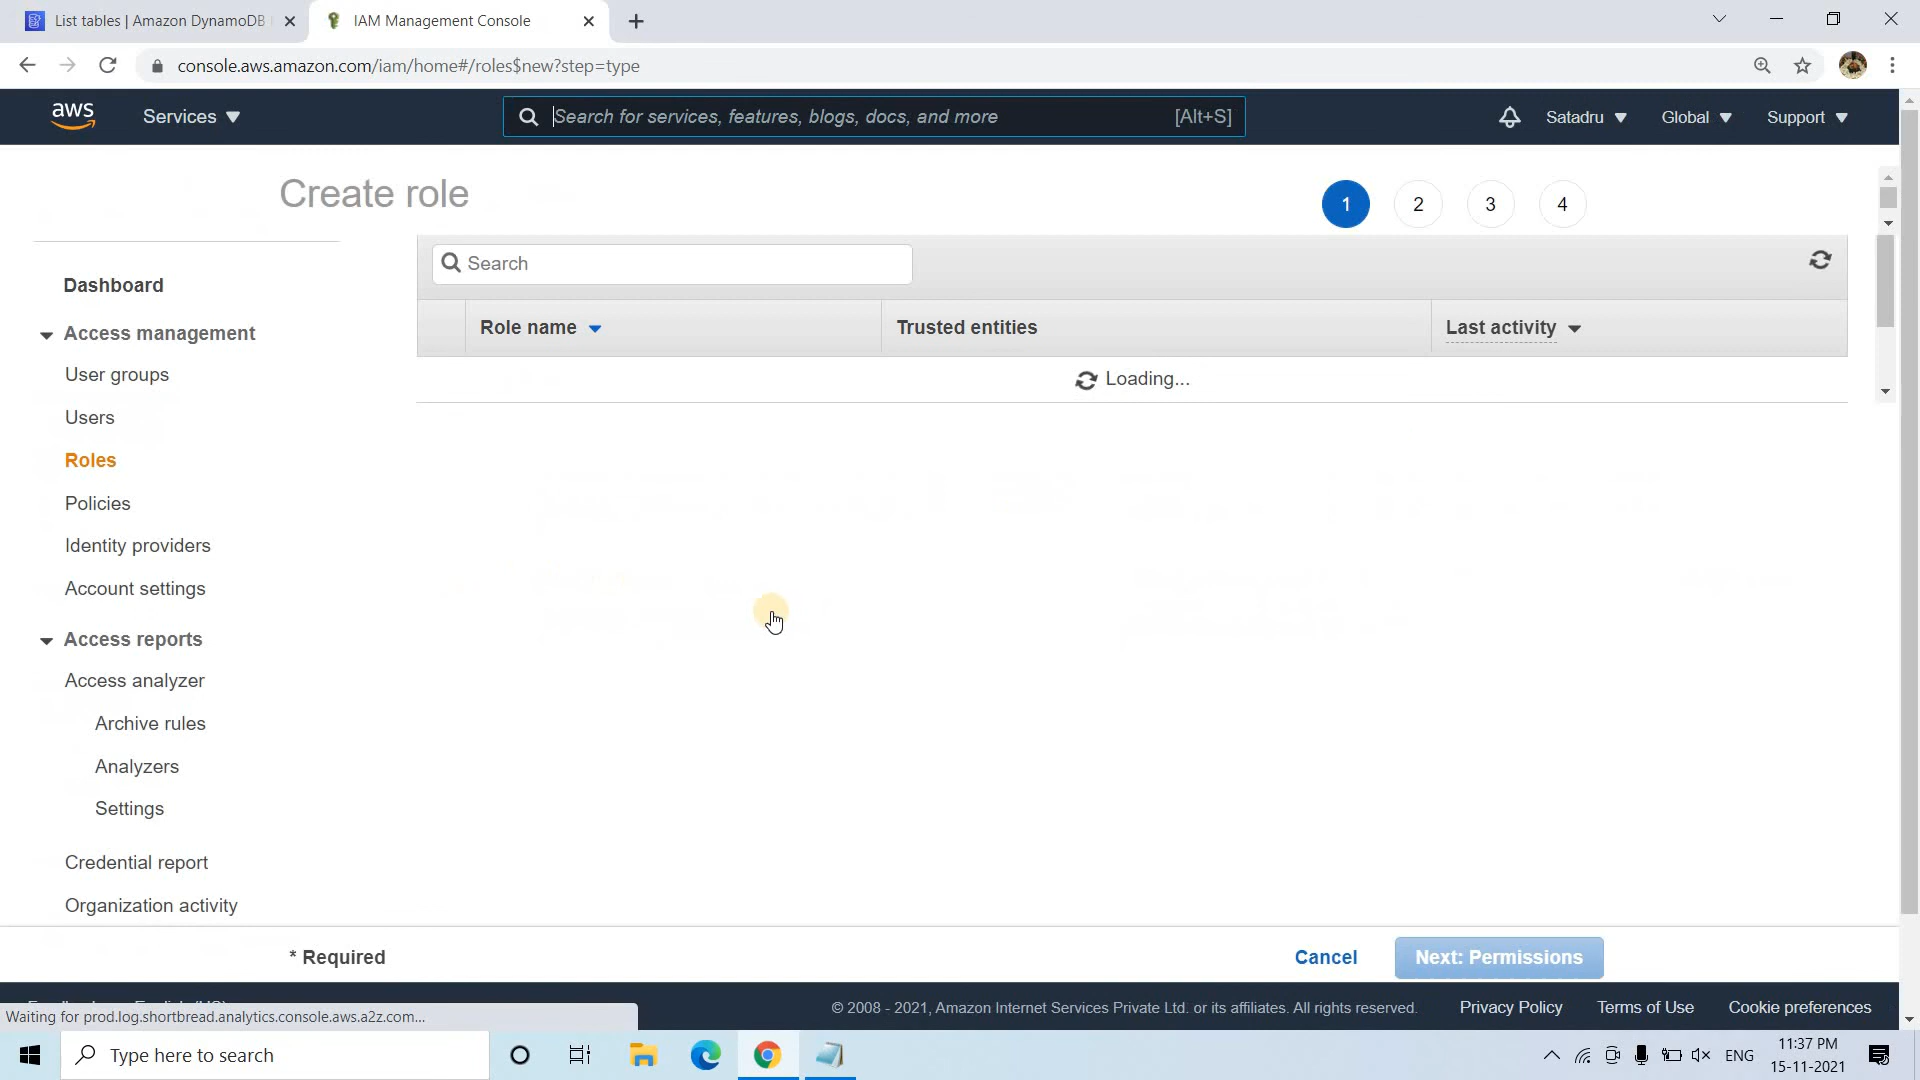 List tables | Amazon DynamoDB
IAM Management Console
console.aws.amazon.com/iam/home#/roles$new?step=type
aws
Services
Search for services, features, blogs, docs, and more
[Alt+S]
Satadru
Global
Support
Create role
1
2
3
4
Search
Role name
Trusted entities
Last activity
Loading...
Dashboard
Access management
User groups
Users
Roles
Policies
Identity providers
Account settings
Access reports
Access analyzer
Archive rules
Analyzers
Settings
Credential report
Organization activity
* Required
Cancel
Next: Permissions
© 2008 - 2021, Amazon Internet Services Private Ltd. or its affiliates. All rights reserved.
Privacy Policy
Terms of Use
Cookie preferences
Waiting for prod.log.shortbread.analytics.console.aws.a2z.com...
Type here to search
ENG
11:37 PM
15-11-2021